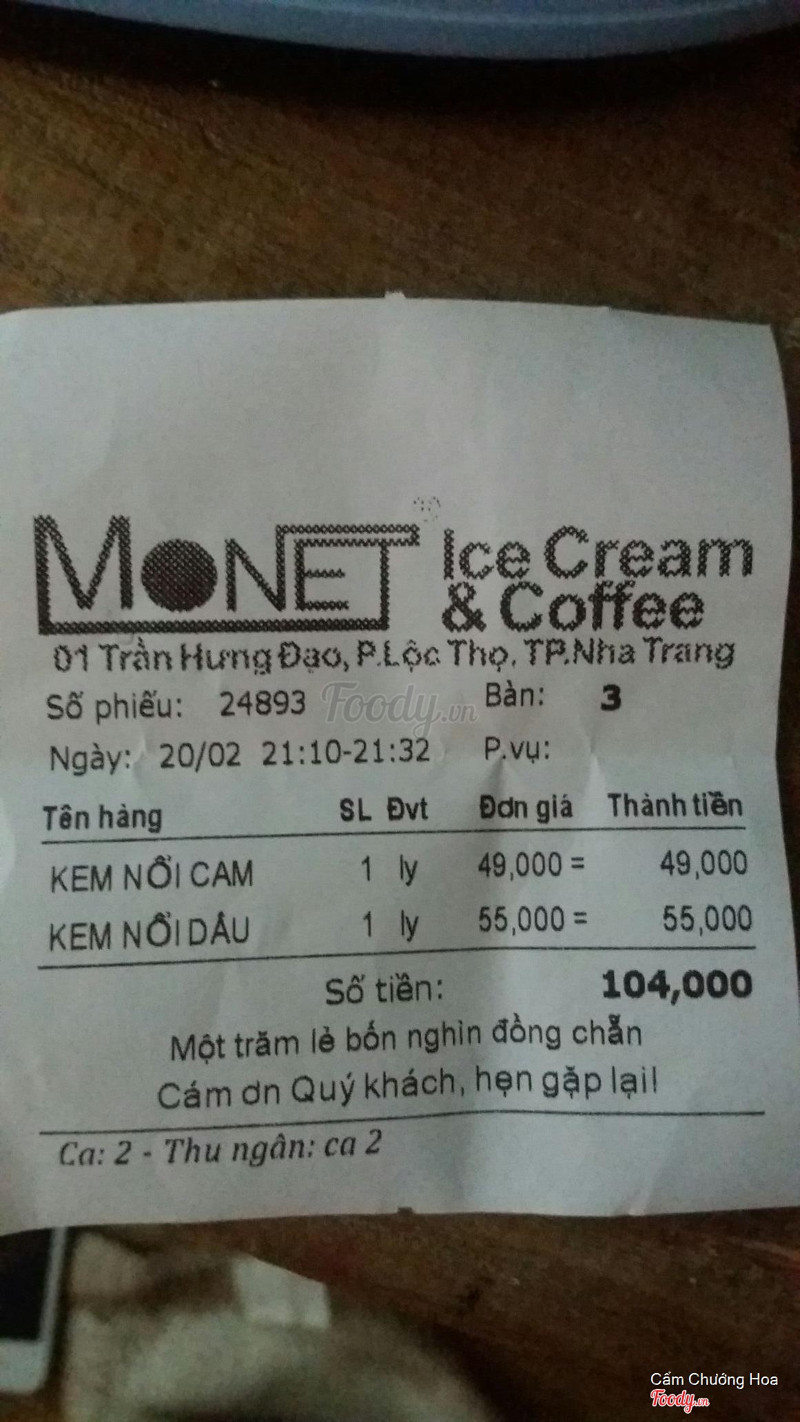 MONET Ice Cream
& Coffee
01 Trần Hưng Đạo, P.Lộc Thọ, TP.Nha Trang
Số phiếu: 24893 Bàn: 3
Foody.vn
Ngày: 20/02 21:10-21:32 P.vụ:
Tên hàng SL Đvt Đơn giá Thành tiền
KEM NỔI CAM 1 ly 49,000 = 49,000
KEM NỔI DÂU 1 ly 55,000 = 55,000
Số tiền: 104,000
Một trăm lẻ bốn nghìn đồng chẵn
Cám ơn Quý khách, hẹn gặp lại!
Ca: 2 - Thu ngân: ca 2
Cẩm Chướng Hoa
Foody.vn